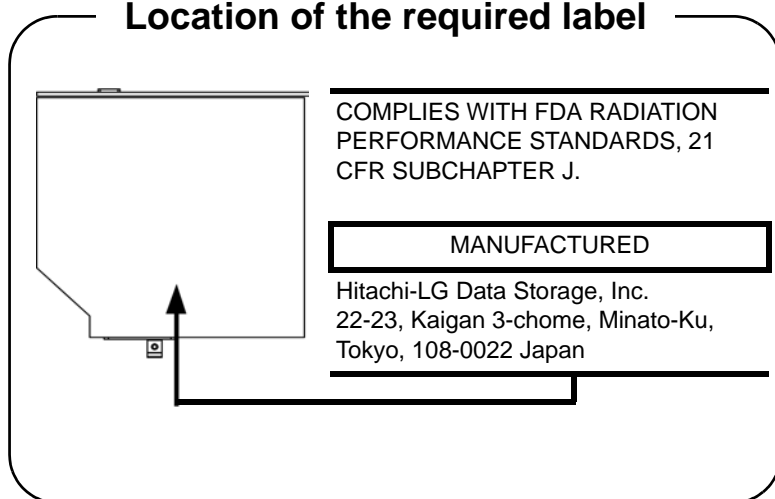 Location of the required label
COMPLIES WITH FDA RADIATION
PERFORMANCE STANDARDS, 21
CFR SUBCHAPTER J.
MANUFACTURED
Hitachi-LG Data Storage, Inc.
22-23, Kaigan 3-chome, Minato-Ku,
Tokyo, 108-0022 Japan